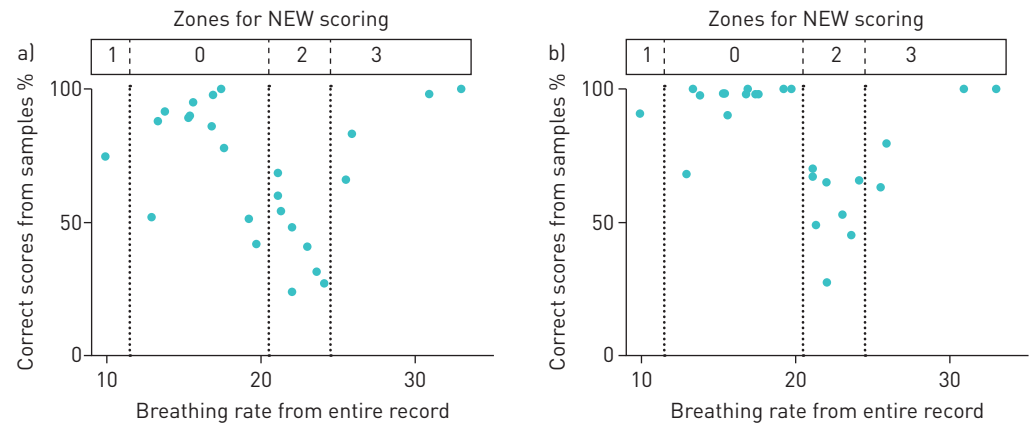 Zones for NEW scoring
a)
1 0 2 3
Correct scores from samples %
100
50
0
10 20 30
Breathing rate from entire record
Zones for NEW scoring
b)
1 0 2 3
Correct scores from samples %
100
50
0
10 20 30
Breathing rate from entire record